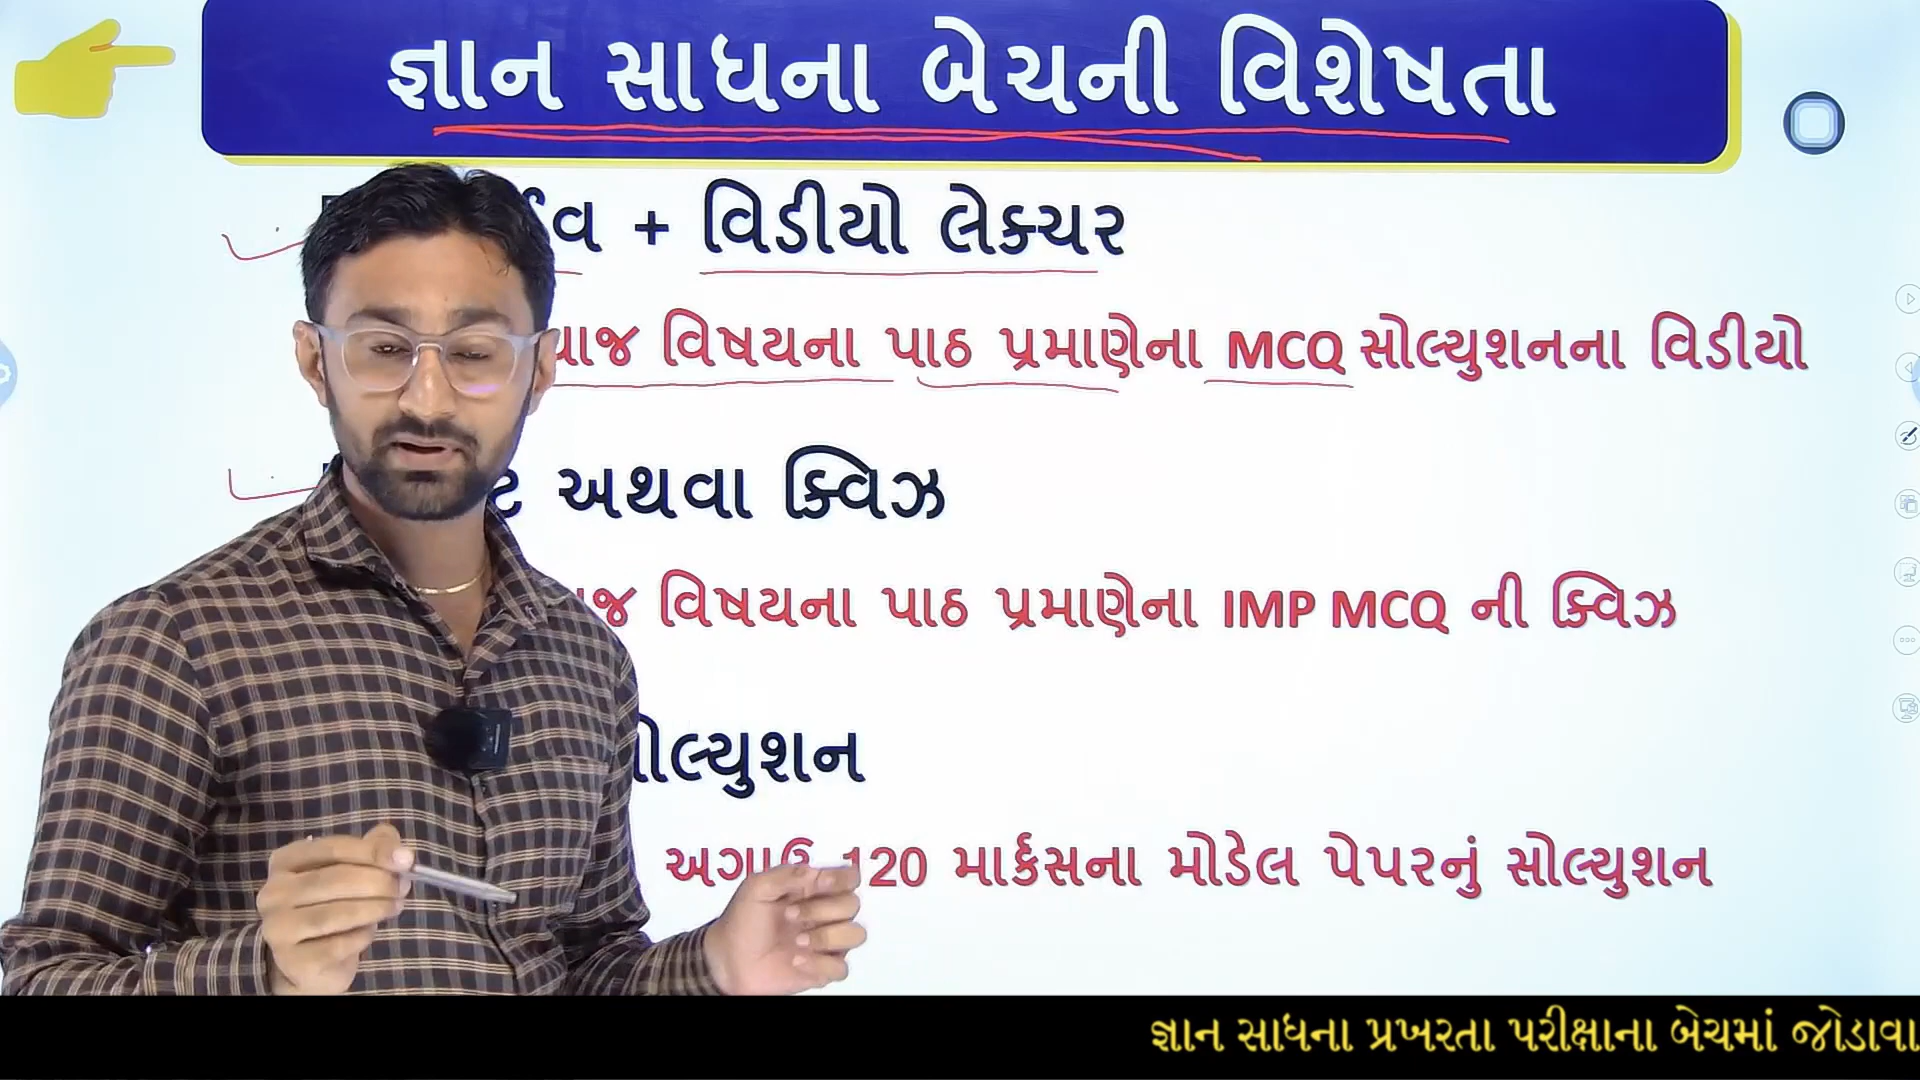 જ્ઞાન સાધના બેચની વિશેષતા
+ વિડીયો લેક્ચર
વિષયના પાઠ પ્રમાણેના MCQ સોલ્યુશનના વિડીયો
અથવા ક્વિઝ
વિષયના પાઠ પ્રમાણેના IMP MCQ ની ક્વિઝ
સોલ્યુશન
અગાઉ 120 માર્કસના મોડેલ પેપરનું સોલ્યુશન
જ્ઞાન સાધના પ્રખરતા પરીક્ષાના બેચમાં જોડાવા